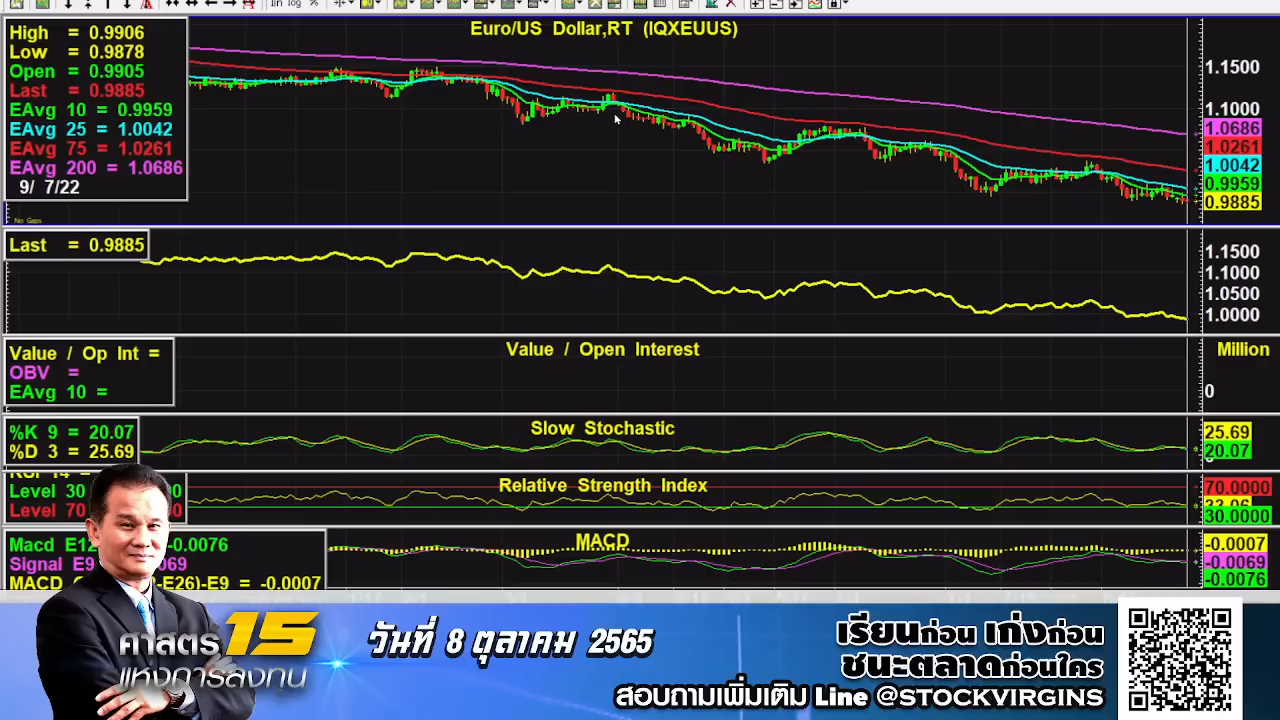 Euro/US Dollar,RT (IQXEUUS)
High = 0.9906
Low = 0.9878
Open = 0.9905
Last = 0.9885
EAvg 10 = 0.9959
EAvg 25 = 1.0042
EAvg 75 = 1.0261
EAvg 200 = 1.0686
9/ 7/22
No Gaps
1.1500
1.1000
1.0686
1.0261
1.0042
0.9959
0.9885
Last = 0.9885
1.1500
1.1000
1.0500
1.0000
Value / Open Interest
Million
Value / Op Int =
OBV =
EAvg 10 =
0
Slow Stochastic
%K 9 = 20.07
%D 3 = 25.69
25.69
20.07
Relative Strength Index
Level 30
Level 70
70.0000
30.0000
MACD
Macd E12 -0.0076
Signal E9
-E26)-E9 = -0.0007
-0.0007
-0.0069
-0.0076
ศาสตร์ 15
แห่งการลงทุน
วันที่ 8 ตุลาคม 2565
เรียนก่อน เก่งก่อน
ชนะตลาดก่อนใคร
สอบถามเพิ่มเติม Line @STOCKVIRGINS